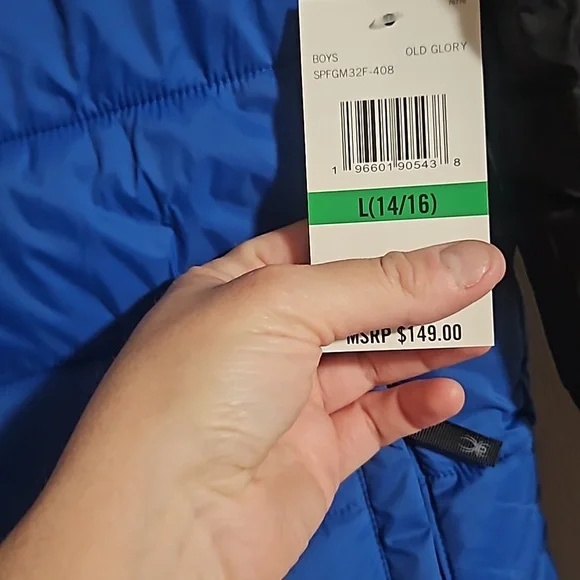 BOYS OLD GLORY
SPFGM32F-408
1 96601 90543 8
L(14/16)
MSRP $149.00